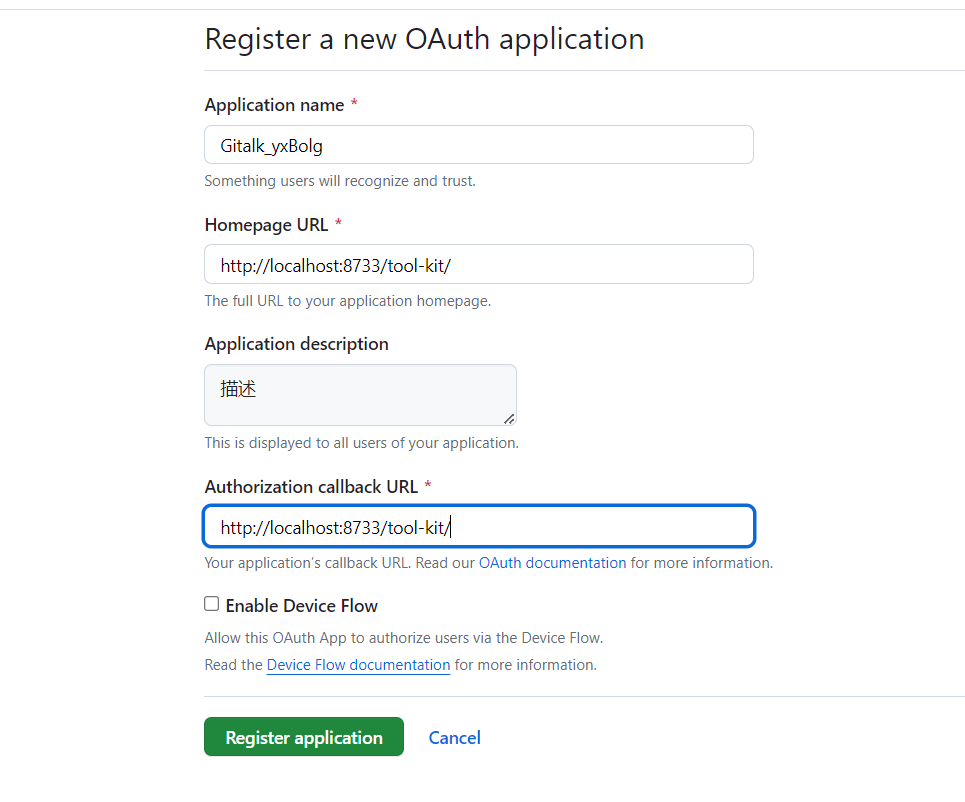 Register a new OAuth application
Application name *
Gitalk_yxBolg
Something users will recognize and trust.
Homepage URL *
http://localhost:8733/tool-kit/
The full URL to your application homepage.
Application description
描述
This is displayed to all users of your application.
Authorization callback URL *
http://localhost:8733/tool-kit/
Your application's callback URL. Read our OAuth documentation for more information.
Enable Device Flow
Allow this OAuth App to authorize users via the Device Flow.
Read the Device Flow documentation for more information.
Register application Cancel